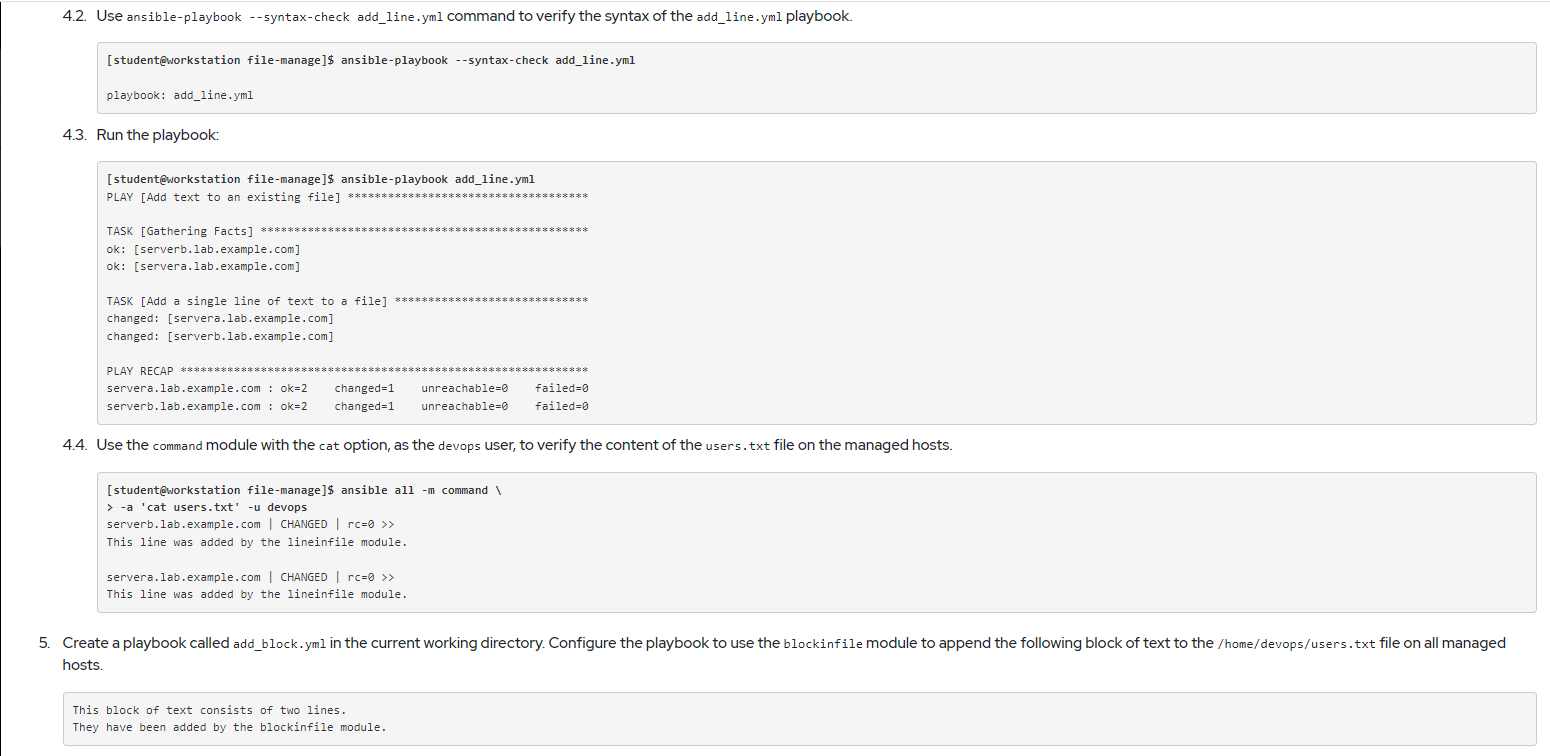 4.2. Use ansible-playbook --syntax-check add_line.yml command to verify the syntax of the add_line.yml playbook.
[student@workstation file-manage]$ ansible-playbook --syntax-check add_line.yml
playbook: add_line.yml
4.3. Run the playbook:
[student@workstation file-manage]$ ansible-playbook add_line.yml
PLAY [Add text to an existing file] ************************************
TASK [Gathering Facts] *************************************************
ok: [serverb.lab.example.com]
ok: [servera.lab.example.com]
TASK [Add a single line of text to a file] *****************************
changed: [servera.lab.example.com]
changed: [serverb.lab.example.com]
PLAY RECAP *************************************************************
servera.lab.example.com : ok=2    changed=1    unreachable=0    failed=0
serverb.lab.example.com : ok=2    changed=1    unreachable=0    failed=0
4.4. Use the command module with the cat option, as the devops user, to verify the content of the users.txt file on the managed hosts.
[student@workstation file-manage]$ ansible all -m command \
> -a 'cat users.txt' -u devops
serverb.lab.example.com | CHANGED | rc=0 >>
This line was added by the lineinfile module.
servera.lab.example.com | CHANGED | rc=0 >>
This line was added by the lineinfile module.
5. Create a playbook called add_block.yml in the current working directory. Configure the playbook to use the blockinfile module to append the following block of text to the /home/devops/users.txt file on all managed
hosts.
This block of text consists of two lines.
They have been added by the blockinfile module.